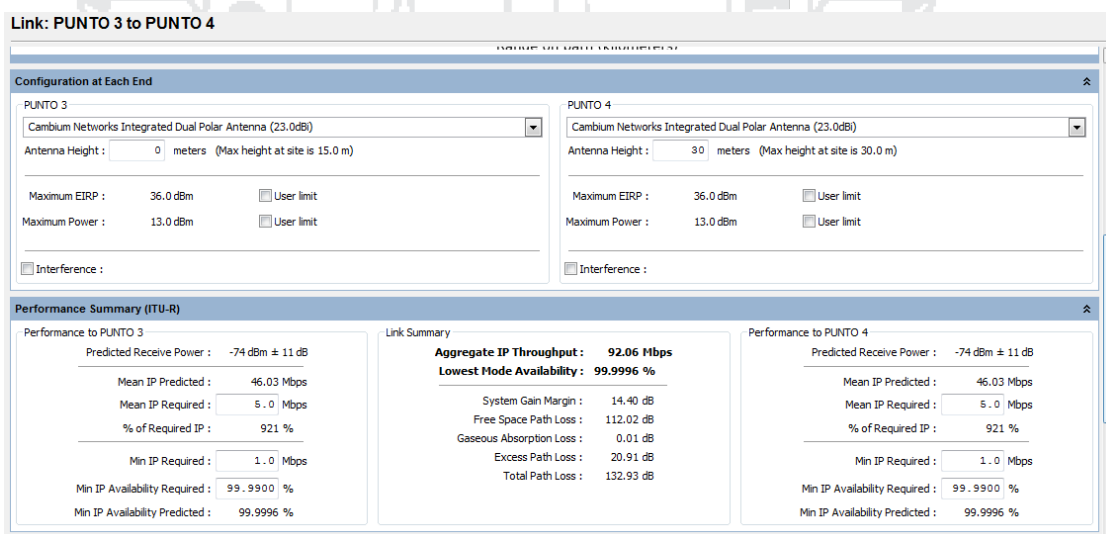 Link: PUNTO 3 to PUNTO 4
Range on path (kilometers)
Configuration at Each End
PUNTO 3
Cambium Networks Integrated Dual Polar Antenna (23.0dBi)
Antenna Height : 0 meters (Max height at site is 15.0 m)
Maximum EIRP : 36.0 dBm User limit
Maximum Power : 13.0 dBm User limit
Interference :
PUNTO 4
Cambium Networks Integrated Dual Polar Antenna (23.0dBi)
Antenna Height : 30 meters (Max height at site is 30.0 m)
Maximum EIRP : 36.0 dBm User limit
Maximum Power : 13.0 dBm User limit
Interference :
Performance Summary (ITU-R)
Performance to PUNTO 3
Predicted Receive Power : -74 dBm ± 11 dB
Mean IP Predicted : 46.03 Mbps
Mean IP Required : 5.0 Mbps
% of Required IP : 921 %
Min IP Required : 1.0 Mbps
Min IP Availability Required : 99.9900 %
Min IP Availability Predicted : 99.9996 %
Link Summary
Aggregate IP Throughput : 92.06 Mbps
Lowest Mode Availability : 99.9996 %
System Gain Margin : 14.40 dB
Free Space Path Loss : 112.02 dB
Gaseous Absorption Loss : 0.01 dB
Excess Path Loss : 20.91 dB
Total Path Loss : 132.93 dB
Performance to PUNTO 4
Predicted Receive Power : -74 dBm ± 11 dB
Mean IP Predicted : 46.03 Mbps
Mean IP Required : 5.0 Mbps
% of Required IP : 921 %
Min IP Required : 1.0 Mbps
Min IP Availability Required : 99.9900 %
Min IP Availability Predicted : 99.9996 %